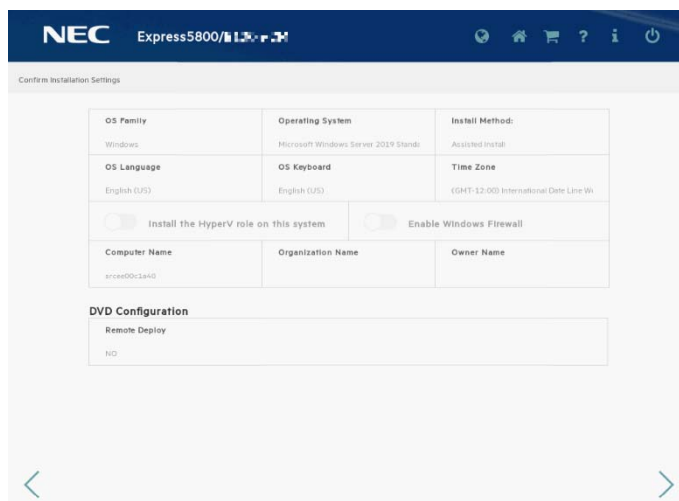 NEC Express5800/
Confirm Installation Settings
OS Family Operating System Install Method:
Windows Microsoft Windows Server 2019 Standa Assisted Install
OS Language OS Keyboard Time Zone
English (US) English (US) (GMT-12:00) International Date Line We
Install the HyperV role on this system Enable Windows Firewall
Computer Name Organization Name Owner Name
DVD Configuration
Remote Deploy
NO